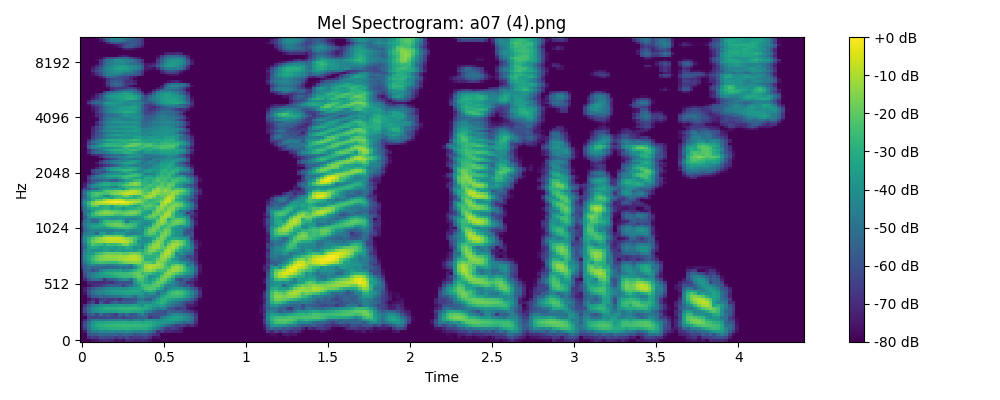 Mel Spectrogram: a07 (4).png
Hz
8192
4096
2048
1024
512
0
0 0.5 1 1.5 2 2.5 3 3.5 4
Time
+0 dB
-10 dB
-20 dB
-30 dB
-40 dB
-50 dB
-60 dB
-70 dB
-80 dB